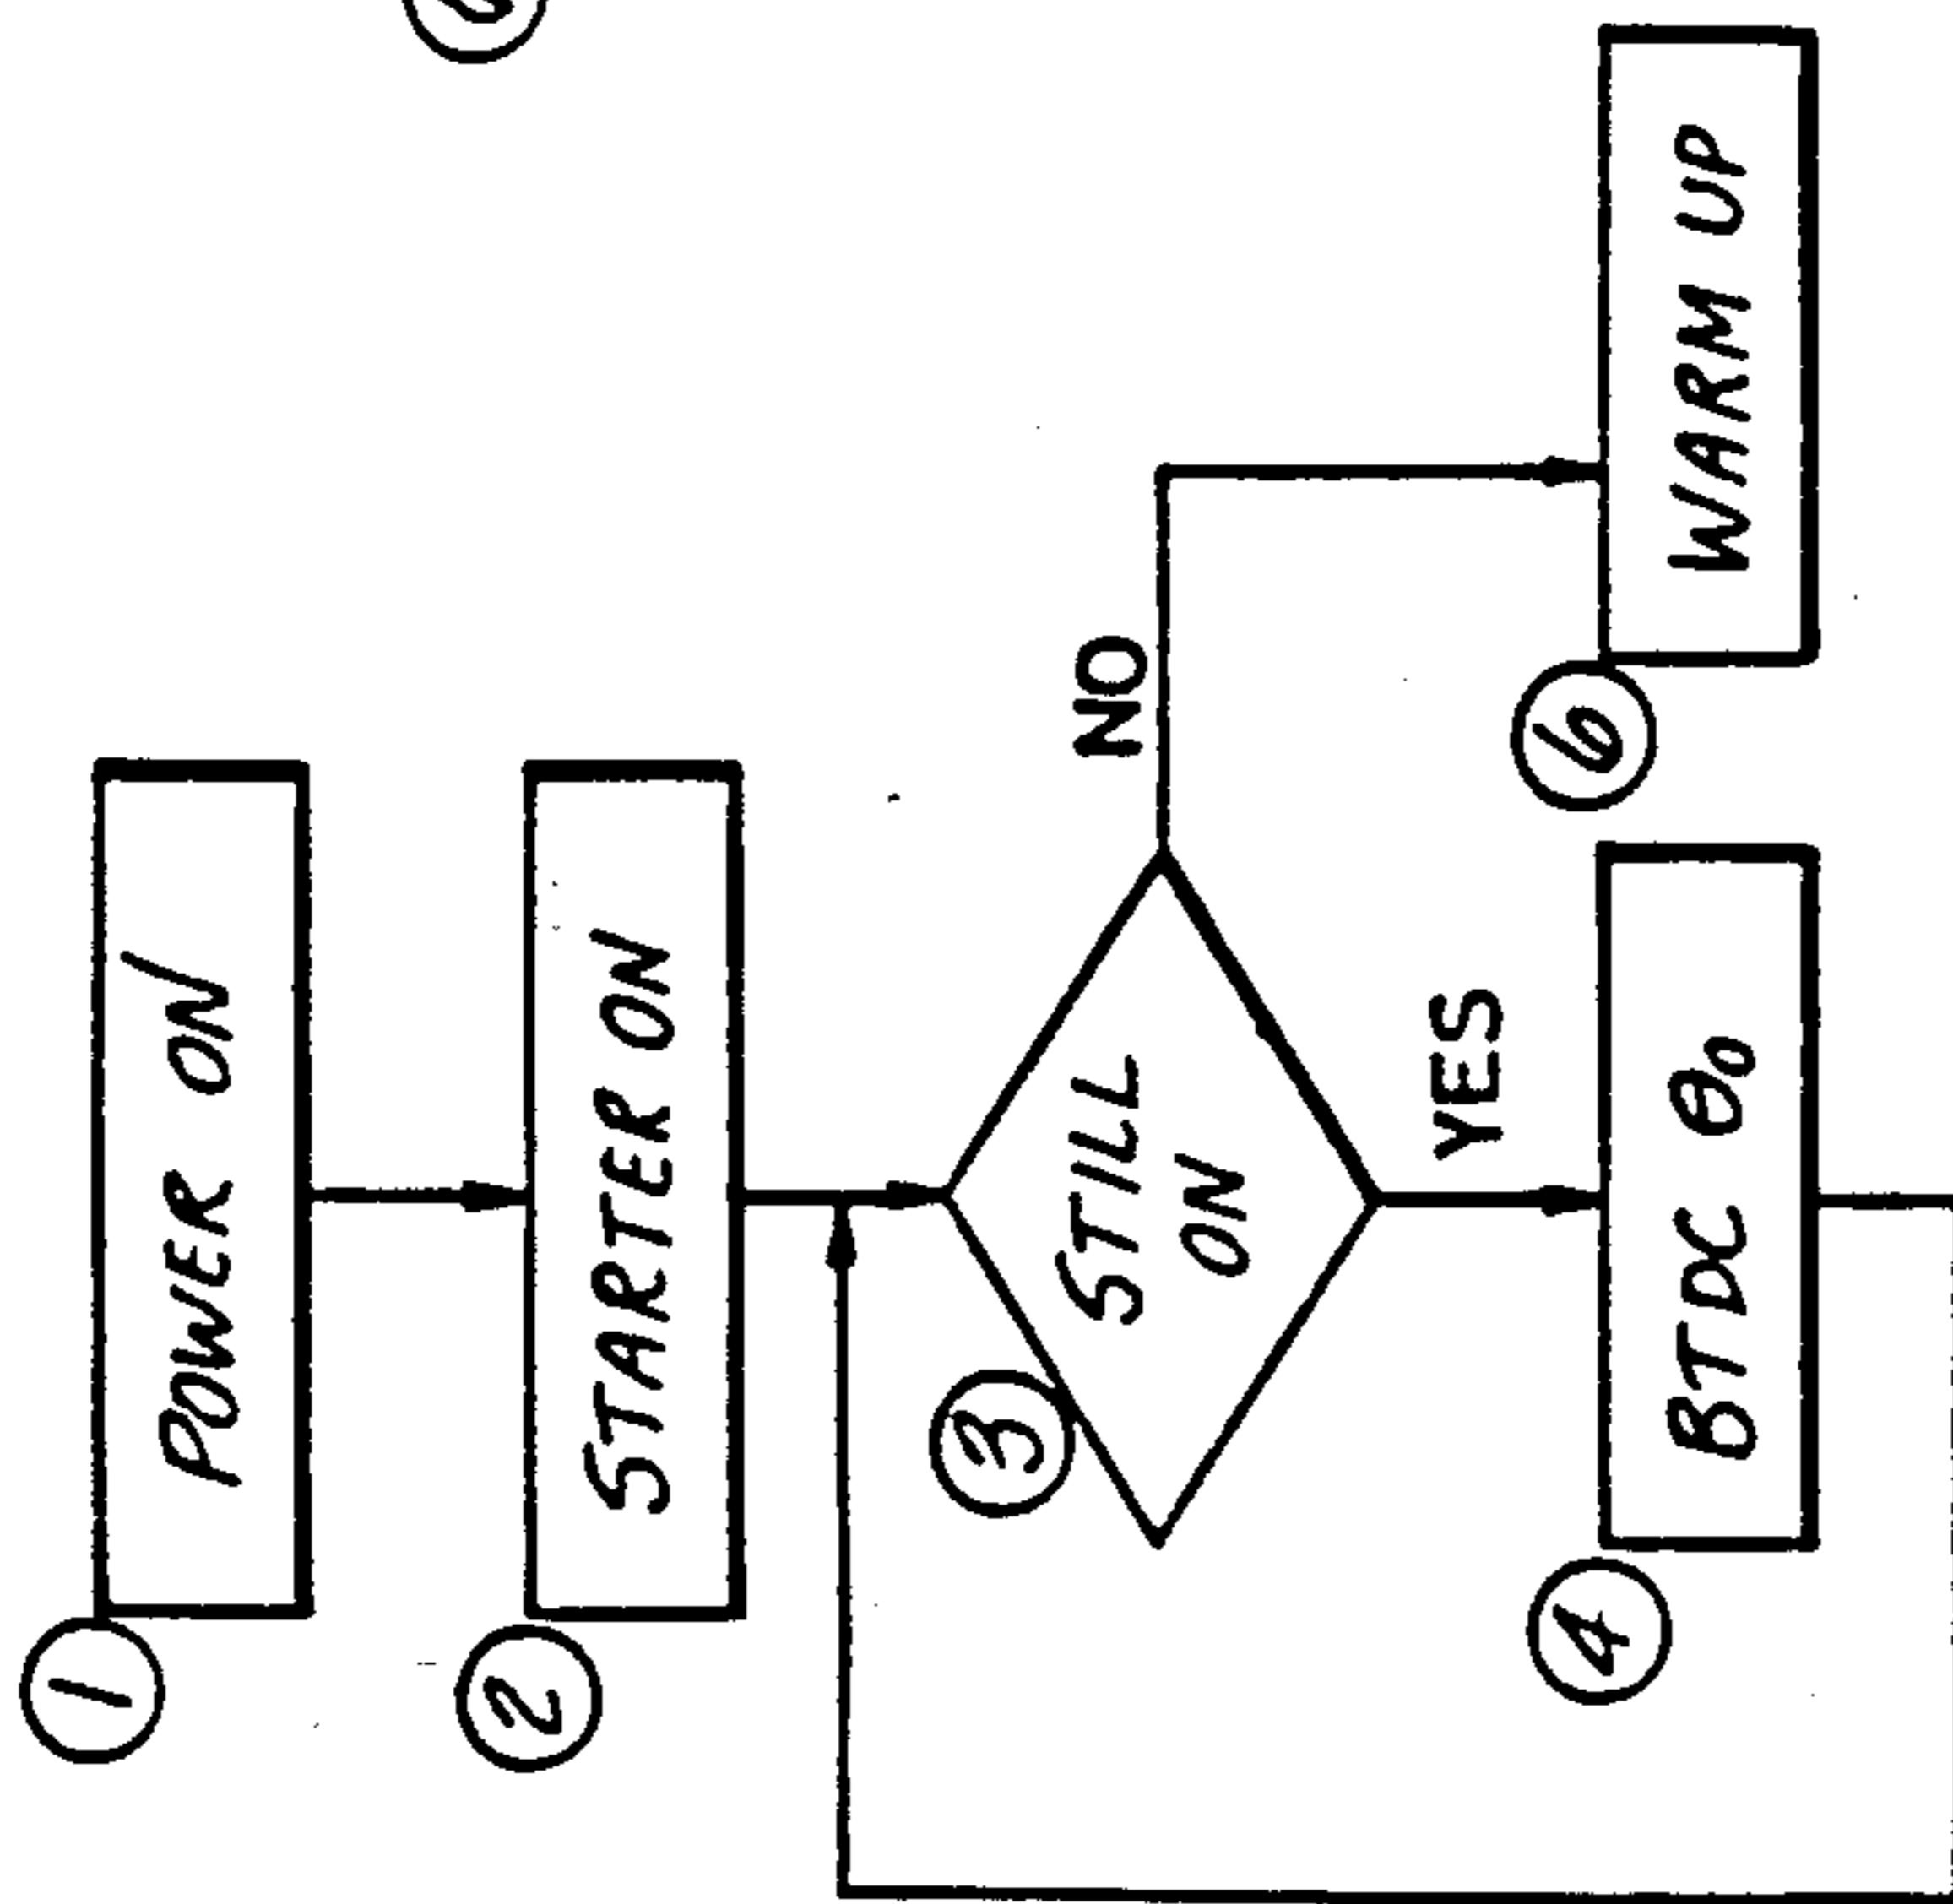 1
POWER ON
2
STARTER ON
3
STILL
ON
NO
YES
4
BTDC θ₀
6
WARM UP